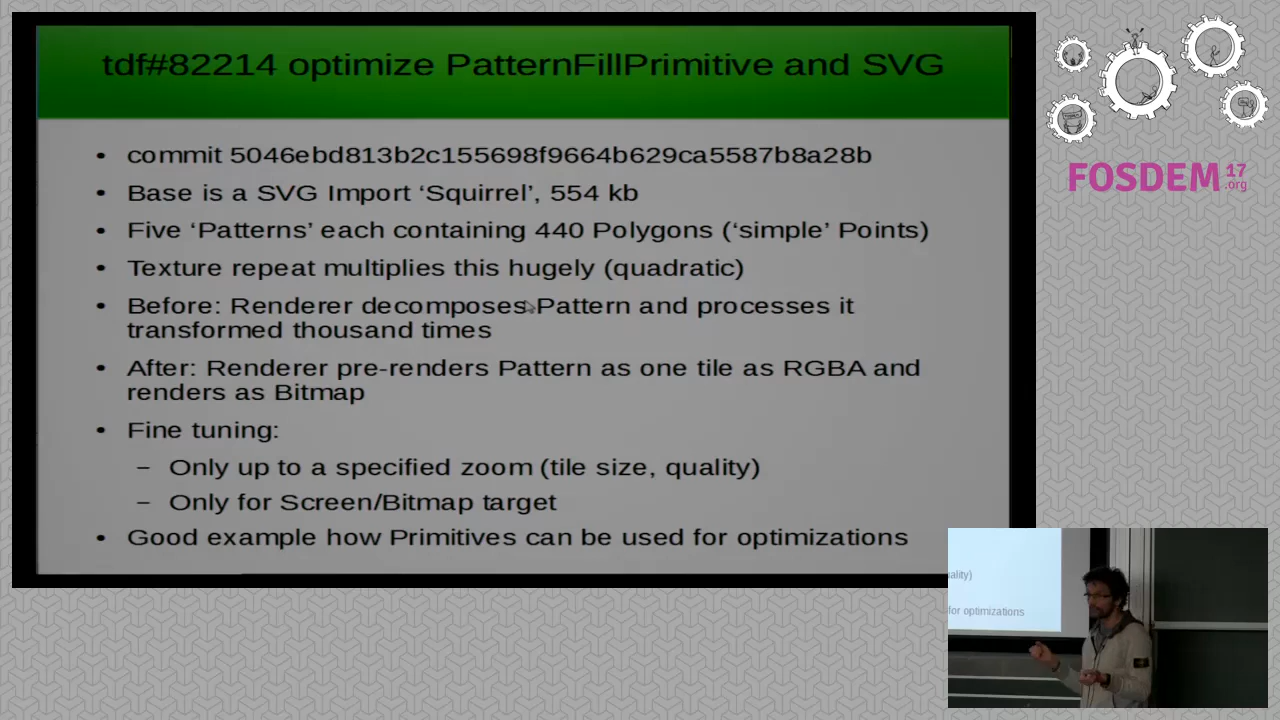 tdf#82214 optimize PatternFillPrimitive and SVG
• commit 5046ebd813b2c155698f9664b629ca5587b8a28b
• Base is a SVG Import ‘Squirrel’, 554 kb
• Five ‘Patterns’ each containing 440 Polygons (‘simple’ Points)
• Texture repeat multiplies this hugely (quadratic)
• Before: Renderer decomposes Pattern and processes it
transformed thousand times
• After: Renderer pre-renders Pattern as one tile as RGBA and
renders as Bitmap
• Fine tuning:
– Only up to a specified zoom (tile size, quality)
– Only for Screen/Bitmap target
• Good example how Primitives can be used for optimizations
FOSDEM 17
.org
ality)
for optimizations